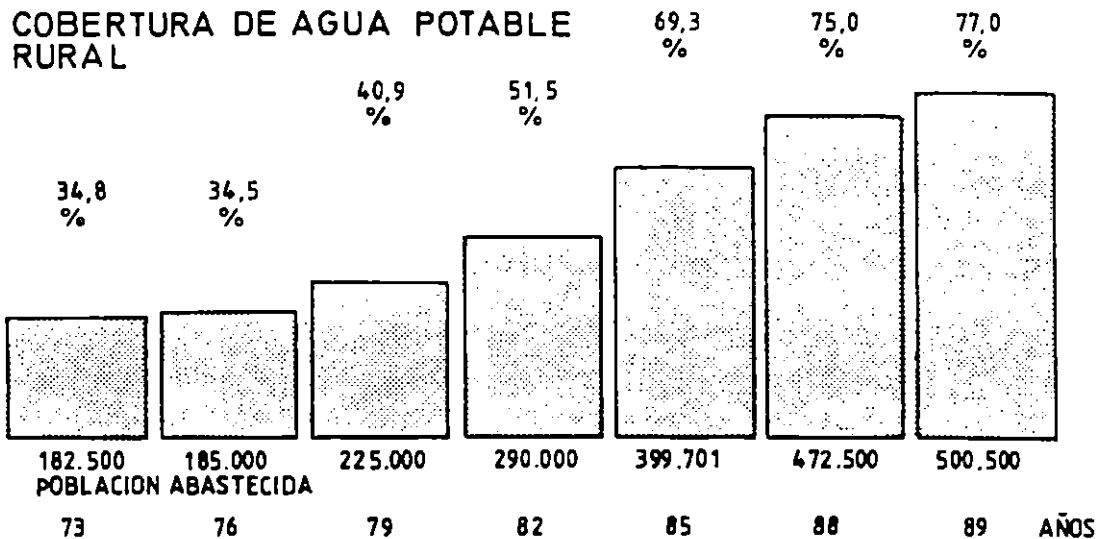 COBERTURA DE AGUA POTABLE
RURAL
34,8
%
34,5
%
40,9
%
51,5
%
69,3
%
75,0
%
77,0
%
182.500 185.000 225.000 290.000 399.701 472.500 500.500
POBLACION ABASTECIDA
73 76 79 82 85 88 89 AÑOS